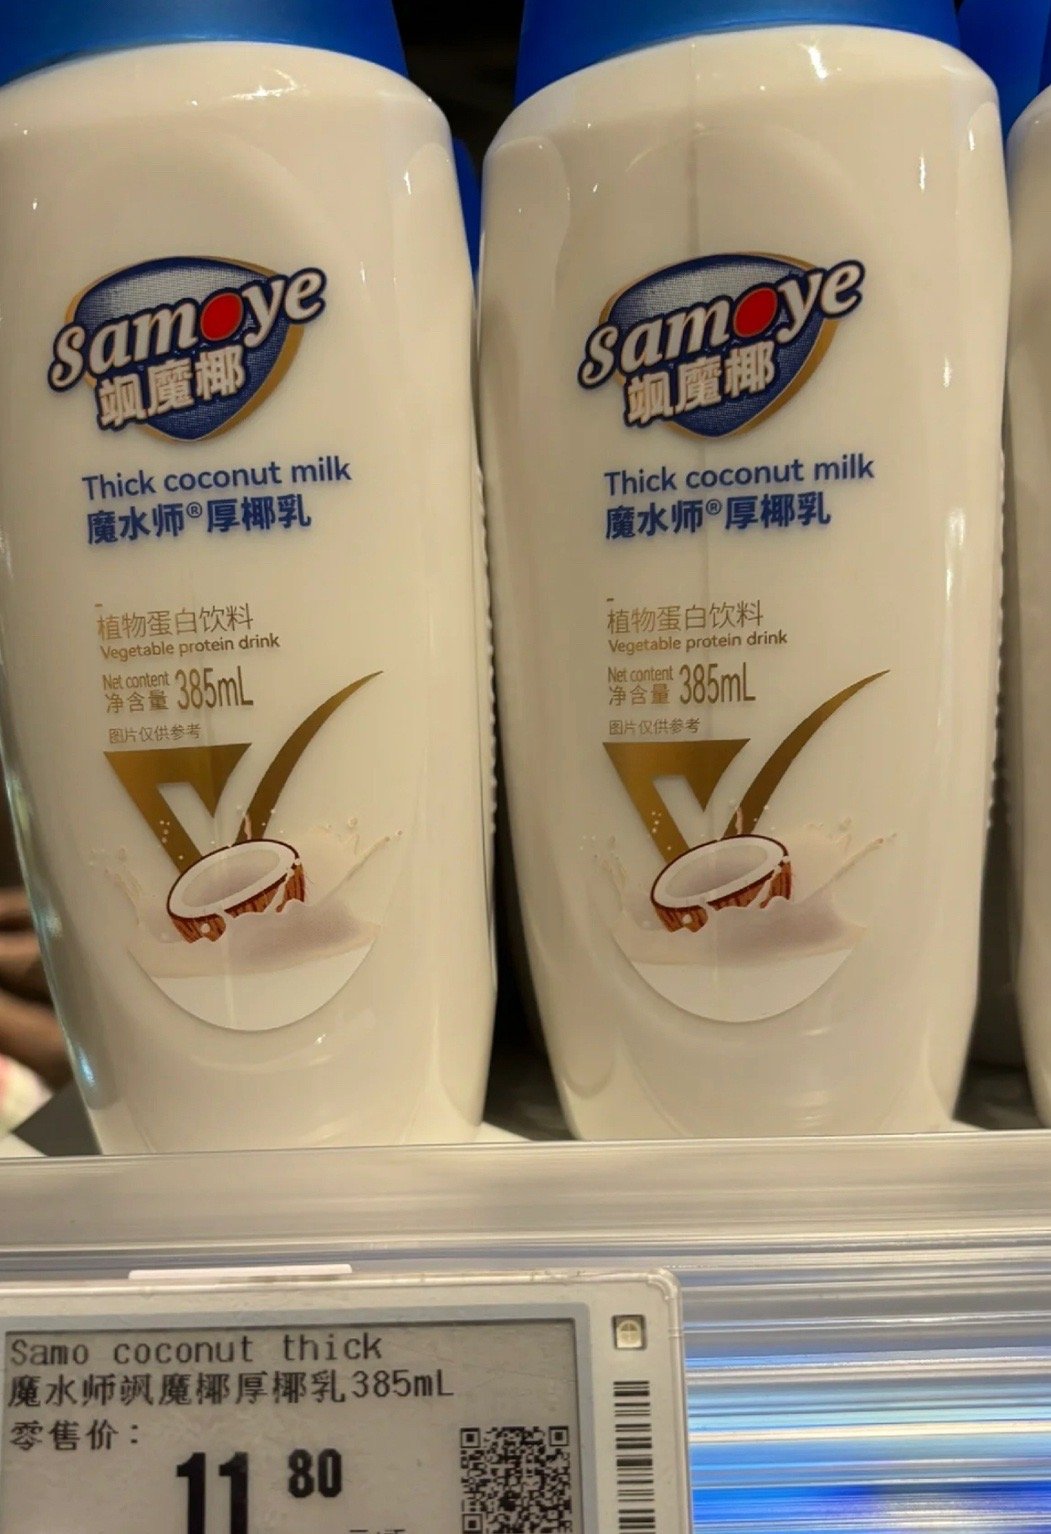 samoye
飒魔椰
Thick coconut milk
魔水师®厚椰乳
植物蛋白饮料
Vegetable protein drink
Net content
净含量 385mL
图片仅供参考
samoye
飒魔椰
Thick coconut milk
魔水师®厚椰乳
植物蛋白饮料
Vegetable protein drink
Net content
净含量 385mL
图片仅供参考
Samo coconut thick
魔水师飒魔椰厚椰乳385mL
零售价：
11 80